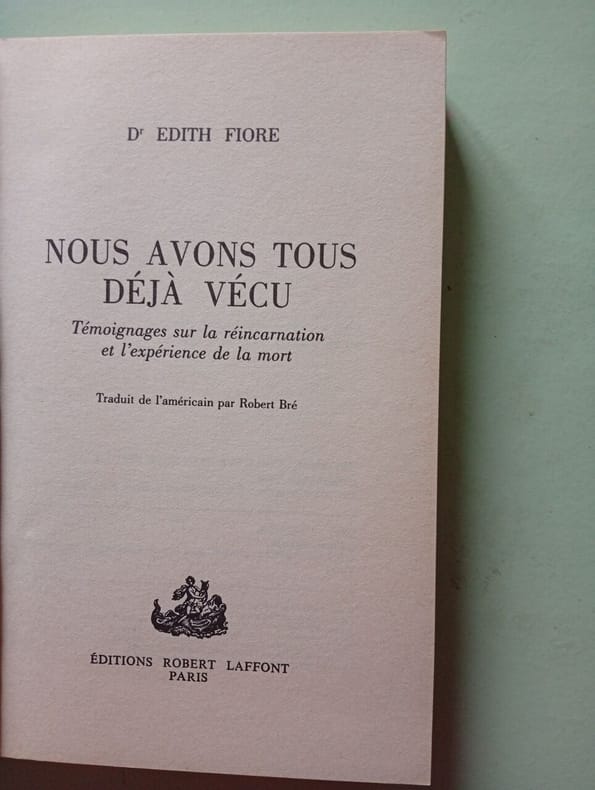 Dʳ EDITH FIORE
NOUS AVONS TOUS
DÉJÀ VÉCU
Témoignages sur la réincarnation
et l'expérience de la mort
Traduit de l'américain par Robert Bré
ÉDITIONS ROBERT LAFFONT
PARIS